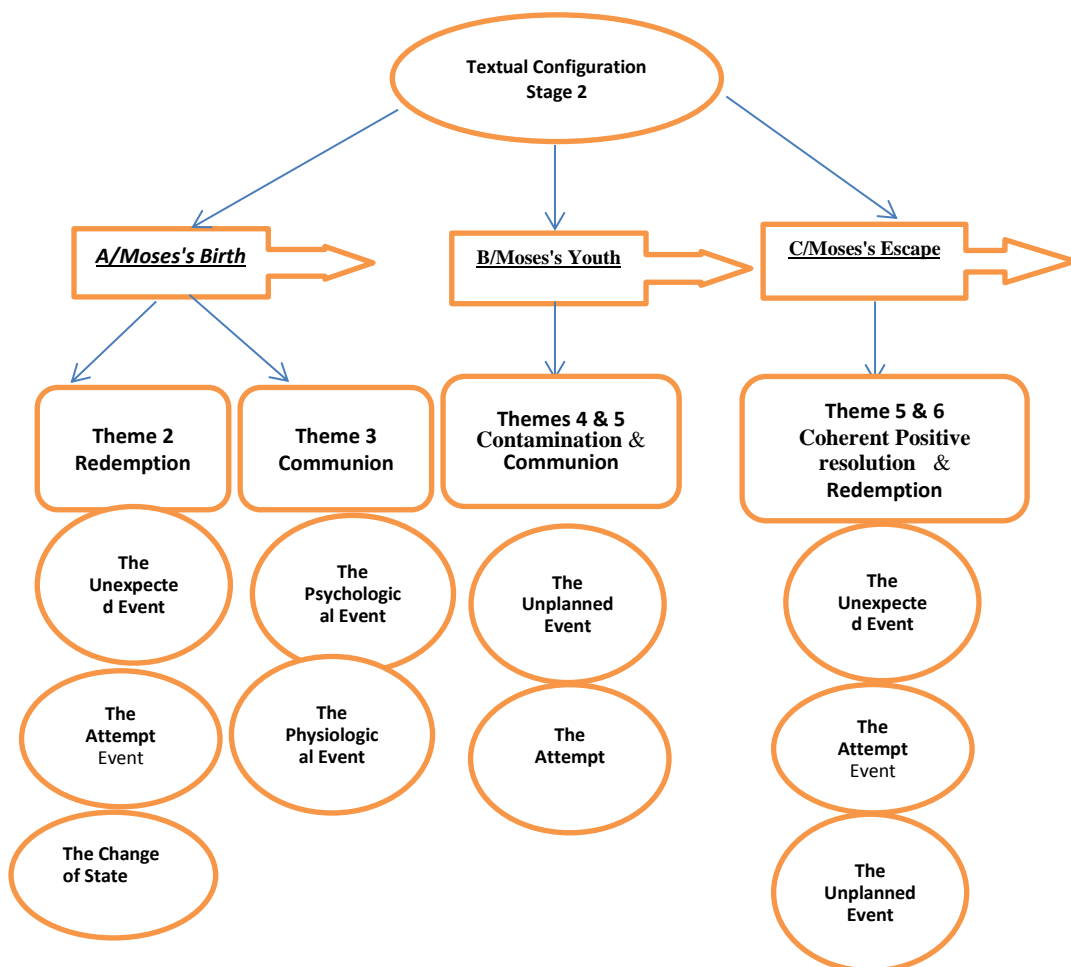 Textual Configuration
Stage 2
A/Moses's Birth
B/Moses's Youth
C/Moses's Escape
Theme 2
Redemption
Theme 3
Communion
Themes 4 & 5
Contamination &
Communion
Theme 5 & 6
Coherent Positive
resolution &
Redemption
The
Unexpecte
d Event
The
Psychologic
al Event
The
Unplanned
Event
The
Unexpecte
d Event
The
Attempt
Event
The
Physiologic
al Event
The
Attempt
The
Attempt
Event
The Change
of State
The
Unplanned
Event